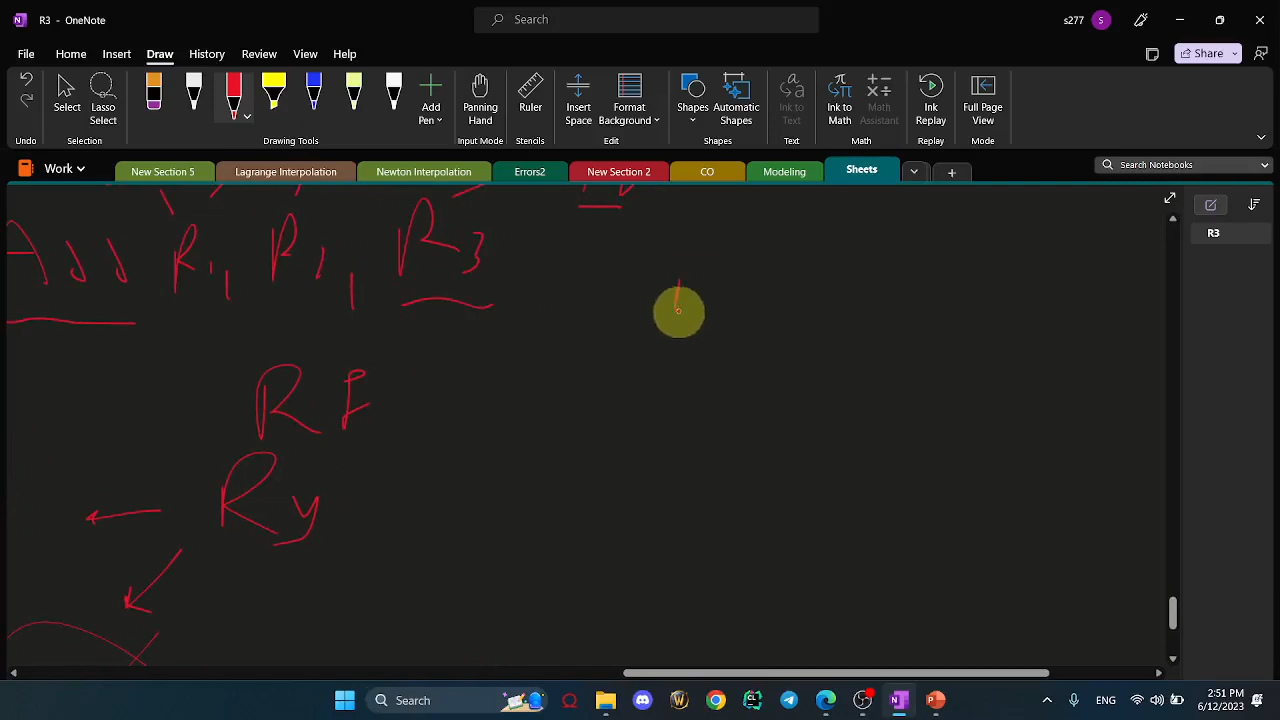 R3 - OneNote
Search
s277 S
File Home Insert Draw History Review View Help
Share
Undo
Select
Lasso Select
Add Pen
Panning Hand
Ruler
Insert Space
Format Background
Shapes
Automatic Shapes
Ink to Text
Ink to Math
Math Assistant
Ink Replay
Full Page View
Undo Selection Drawing Tools Input Mode Stencils Edit Shapes Text Math Replay Mode
Work New Section 5 Lagrange Interpolation Newton Interpolation Errors2 New Section 2 CO Modeling Sheets Search Notebooks
R3
R1, R1, R3
R
Ry
Search
ENG
2:51 PM
6/12/2023